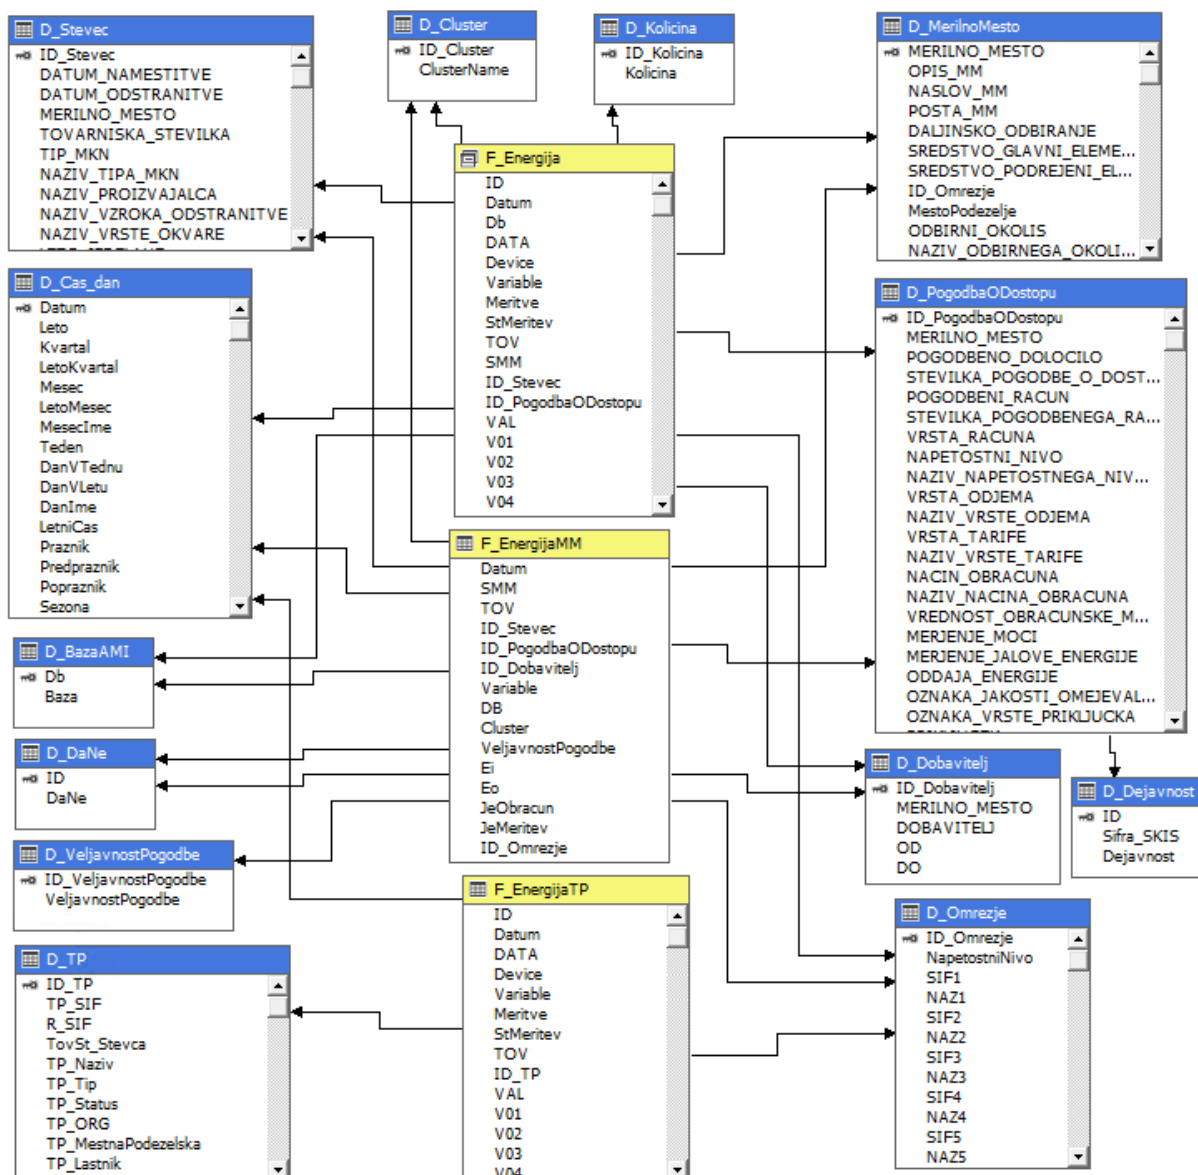 D_Stevec
ID_Stevec
DATUM_NAMESTITVE
DATUM_ODSTRANITVE
MERILNO_MESTO
TOVARNISKA_STEVILKA
TIP_MKN
NAZIV_TIPA_MKN
NAZIV_PROIZVAJALCA
NAZIV_VZROKA_ODSTRANITVE
NAZIV_VRSTE_OKVARE
D_Cluster
ID_Cluster
ClusterName
D_Kolicina
ID_Kolicina
Kolicina
D_MerilnoMesto
MERILNO_MESTO
OPIS_MM
NASLOV_MM
POSTA_MM
DALJINSKO_ODBIRANJE
SREDSTVO_GLAVNI_ELEME...
SREDSTVO_PODREJENI_EL...
ID_Omrezje
MestoPodezelje
ODBIRNI_OKOLIS
NAZIV_ODBIRNEGA_OKOLI...
F_Energija
ID
Datum
Db
DATA
Device
Variable
Meritve
StMeritev
TOV
SMM
ID_Stevec
ID_PogodbaODostopu
VAL
V01
V02
V03
V04
D_Cas_dan
Datum
Leto
Kvartal
LetoKvartal
Mesec
LetoMesec
MesecIme
Teden
DanVTednu
DanVLetu
DanIme
LetniCas
Praznik
Predpraznik
Popraznik
Sezona
D_PogodbaODostopu
ID_PogodbaODostopu
MERILNO_MESTO
POGODBENO_DOLOCILO
STEVILKA_POGODBE_O_DOST...
POGODBENI_RACUN
STEVILKA_POGODBENEGA_RA...
VRSTA_RACUNA
NAPETOSTNI_NIVO
NAZIV_NAPETOSTNEGA_NIV...
VRSTA_ODJEMA
NAZIV_VRSTE_ODJEMA
VRSTA_TARIFE
NAZIV_VRSTE_TARIFE
NACIN_OBRACUNA
NAZIV_NACINA_OBRACUNA
VREDNOST_OBRACUNSKE_M...
MERJENJE_MOCI
MERJENJE_JALOVE_ENERGIJE
ODDAJA_ENERGIJE
OZNAKA_JAKOSTI_OMEJEVAL...
OZNAKA_VRSTE_PRIKLJUCKA
F_EnergijaMM
Datum
SMM
TOV
ID_Stevec
ID_PogodbaODostopu
ID_Dobavitelj
Variable
DB
Cluster
VeljavnostPogodbe
Ei
Eo
JeObracun
JeMeritev
ID_Omrezje
D_BazaAMI
Db
Baza
D_DaNe
ID
DaNe
D_VeljavnostPogodbe
ID_VeljavnostPogodbe
VeljavnostPogodbe
D_Dobavitelj
ID_Dobavitelj
MERILNO_MESTO
DOBAVITELJ
OD
DO
D_Dejavnost
ID
Sifra_SKIS
Dejavnost
F_EnergijaTP
ID
Datum
DATA
Device
Variable
Meritve
StMeritev
TOV
ID_TP
VAL
V01
V02
V03
V04
D_TP
ID_TP
TP_SIF
R_SIF
TovSt_Stevca
TP_Naziv
TP_Tip
TP_Status
TP_ORG
TP_MestnaPodezelska
TP_Lastnik
D_Omrezje
ID_Omrezje
NapetostniNivo
SIF1
NAZ1
SIF2
NAZ2
SIF3
NAZ3
SIF4
NAZ4
SIF5
NAZ5